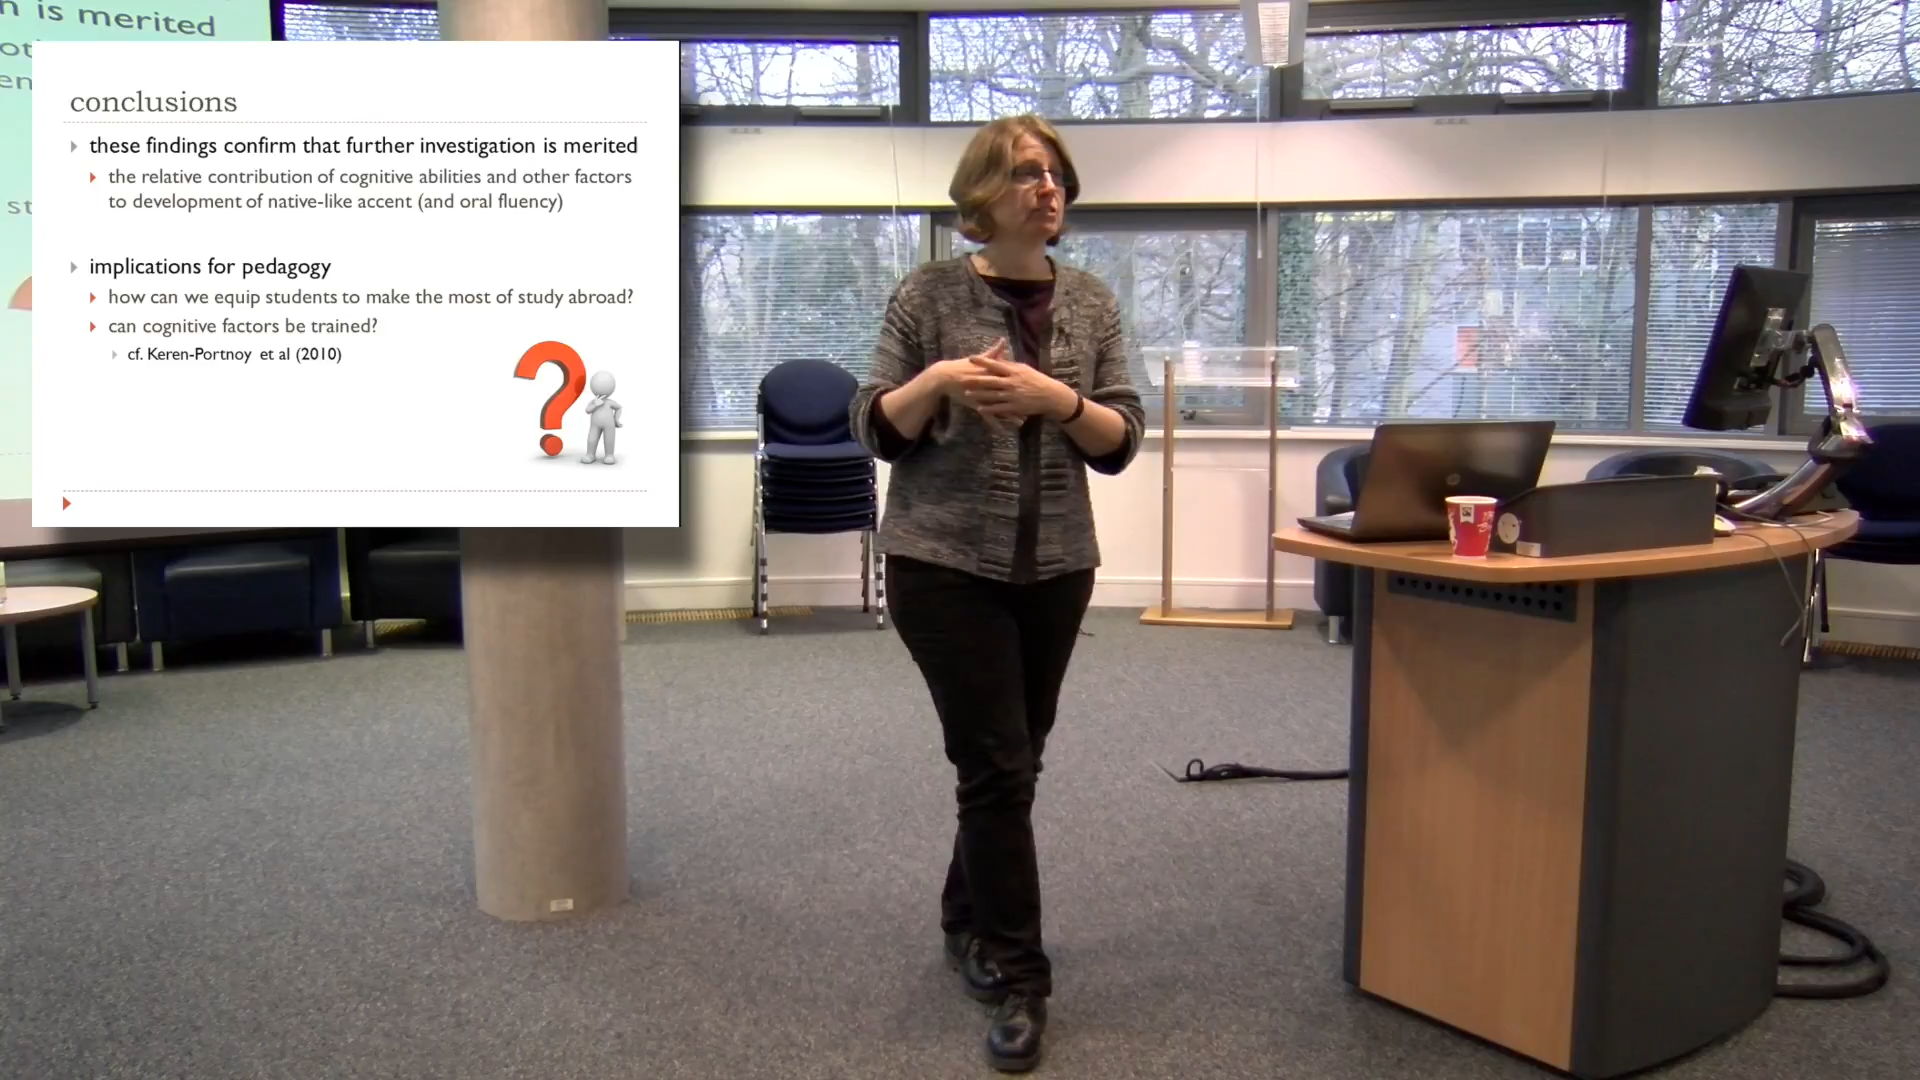 n is merited
conclusions
these findings confirm that further investigation is merited
the relative contribution of cognitive abilities and other factors
to development of native-like accent (and oral fluency)
implications for pedagogy
how can we equip students to make the most of study abroad?
can cognitive factors be trained?
cf. Keren-Portnoy et al (2010)